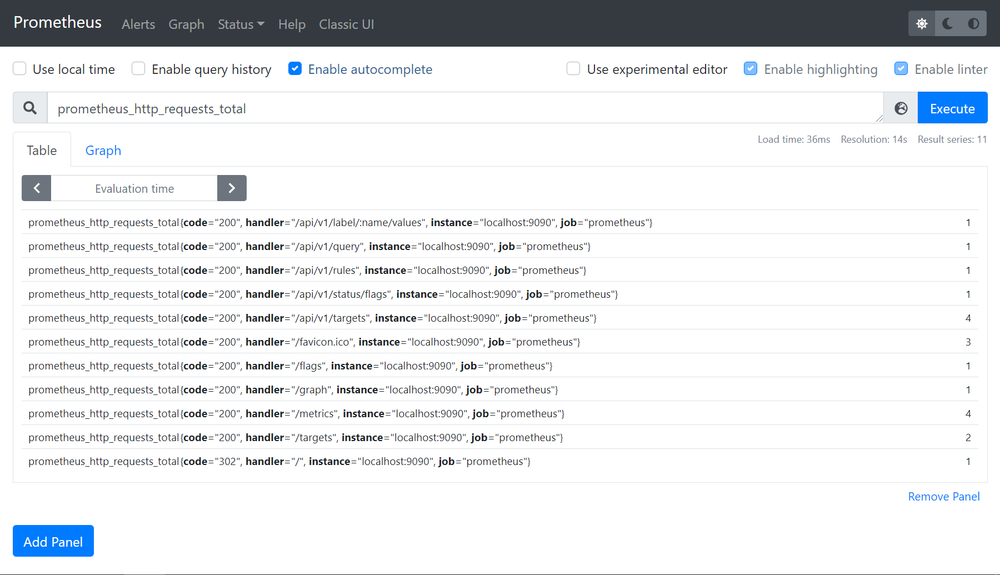 Prometheus Alerts Graph Status Help Classic UI
Use local time Enable query history Enable autocomplete Use experimental editor Enable highlighting Enable linter
prometheus_http_requests_total Execute
Load time: 36ms Resolution: 14s Result series: 11
Table Graph
Evaluation time
prometheus_http_requests_total{code="200", handler="/api/v1/label/:name/values", instance="localhost:9090", job="prometheus"} 1
prometheus_http_requests_total{code="200", handler="/api/v1/query", instance="localhost:9090", job="prometheus"} 1
prometheus_http_requests_total{code="200", handler="/api/v1/rules", instance="localhost:9090", job="prometheus"} 1
prometheus_http_requests_total{code="200", handler="/api/v1/status/flags", instance="localhost:9090", job="prometheus"} 1
prometheus_http_requests_total{code="200", handler="/api/v1/targets", instance="localhost:9090", job="prometheus"} 4
prometheus_http_requests_total{code="200", handler="/favicon.ico", instance="localhost:9090", job="prometheus"} 3
prometheus_http_requests_total{code="200", handler="/flags", instance="localhost:9090", job="prometheus"} 1
prometheus_http_requests_total{code="200", handler="/graph", instance="localhost:9090", job="prometheus"} 1
prometheus_http_requests_total{code="200", handler="/metrics", instance="localhost:9090", job="prometheus"} 4
prometheus_http_requests_total{code="200", handler="/targets", instance="localhost:9090", job="prometheus"} 2
prometheus_http_requests_total{code="302", handler="/", instance="localhost:9090", job="prometheus"} 1
Remove Panel
Add Panel